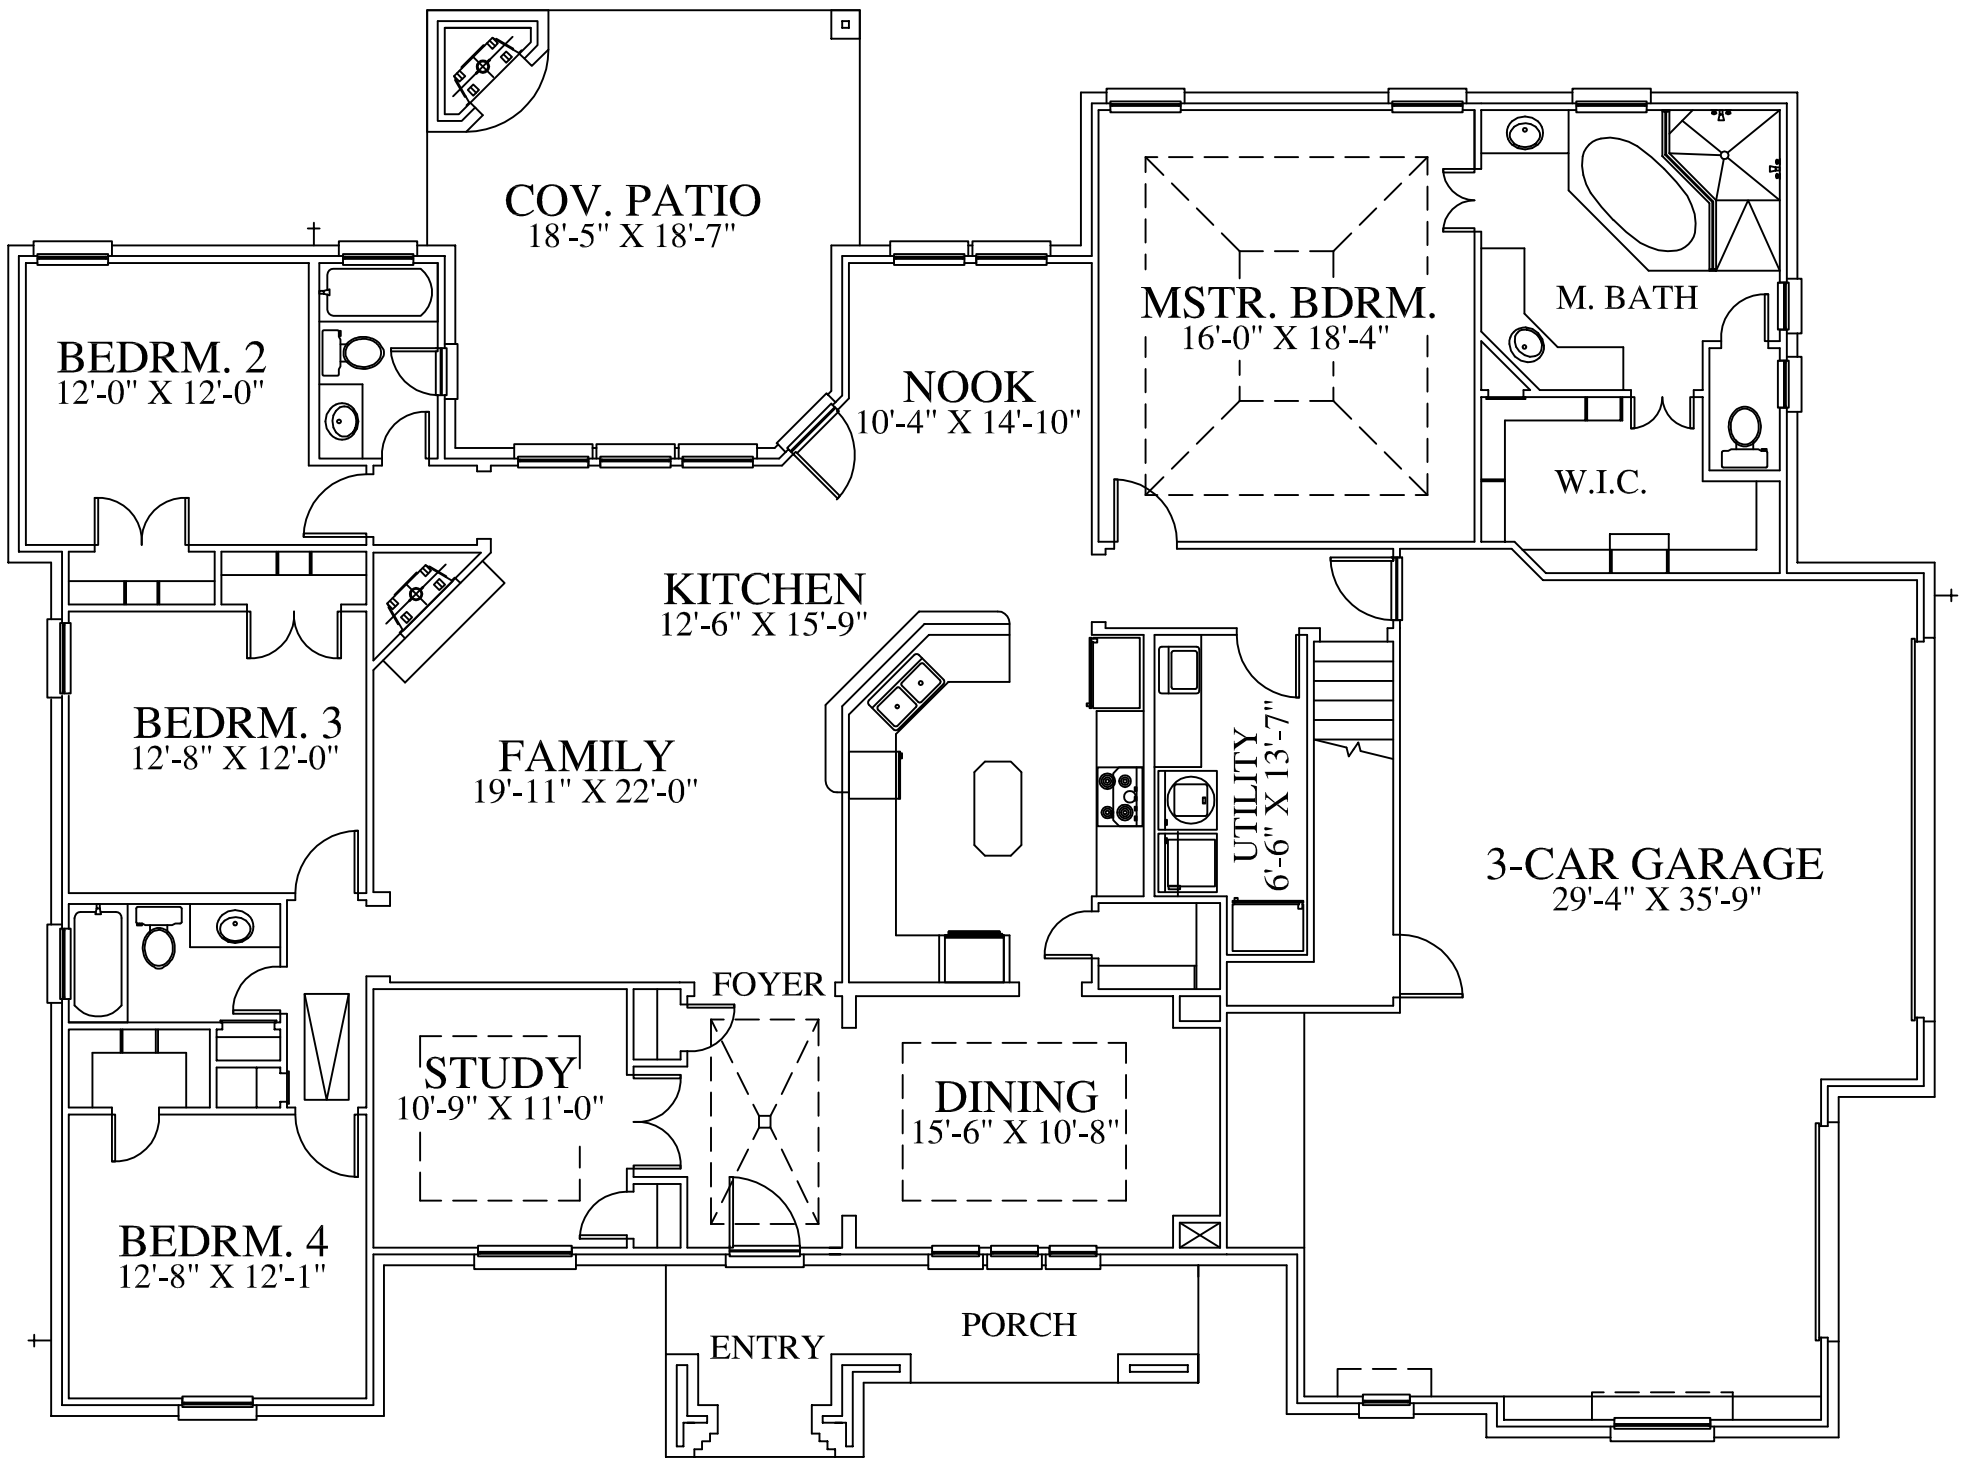 COV. PATIO
18'-5" X 18'-7"
MSTR. BDRM.
16'-0" X 18'-4"
M. BATH
BEDRM. 2
12'-0" X 12'-0"
NOOK
10'-4" X 14'-10"
W.I.C.
KITCHEN
12'-6" X 15'-9"
BEDRM. 3
12'-8" X 12'-0"
FAMILY
19'-11" X 22'-0"
UTILITY
6'-6" X 13'-7"
3-CAR GARAGE
29'-4" X 35'-9"
FOYER
STUDY
10'-9" X 11'-0"
DINING
15'-6" X 10'-8"
BEDRM. 4
12'-8" X 12'-1"
PORCH
ENTRY